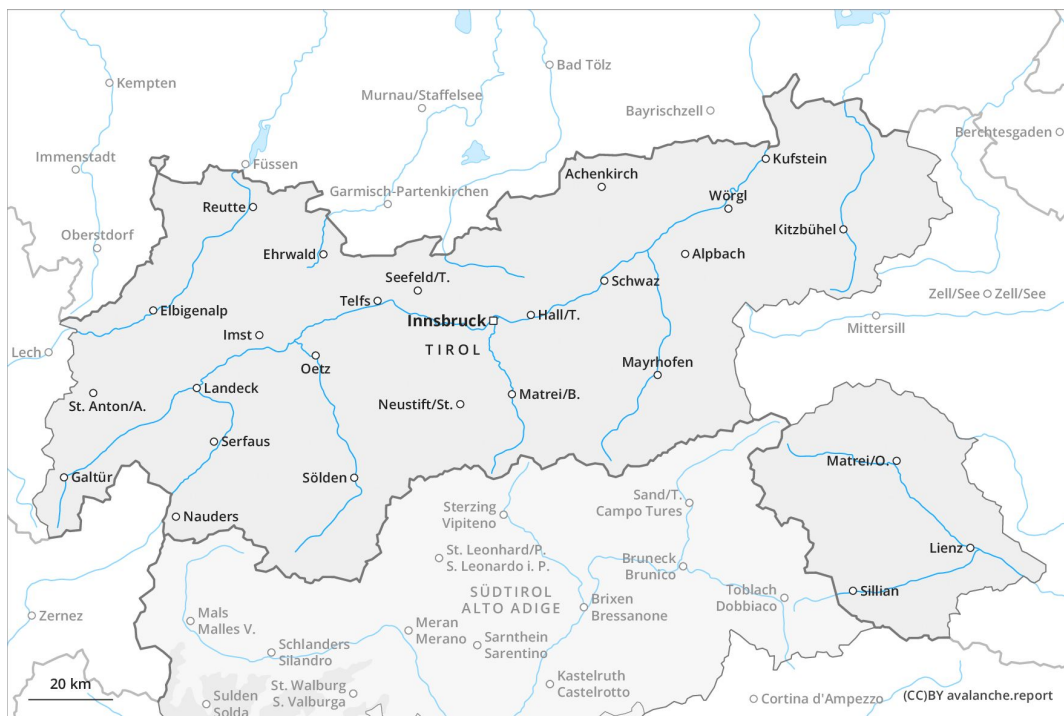 Kempten
Bad Tölz
Murnau/Staffelsee
Bayrischzell
Berchtesgaden
Immenstadt
Füssen
Kufstein
Achenkirch
Garmisch-Partenkirchen
Reutte
Wörgl
Oberstdorf
Kitzbühel
Ehrwald
Alpbach
Seefeld/T.
Schwaz
Telfs
Zell/See
Zell/See
Elbigenalp
Innsbruck
Hall/T.
Mittersill
Imst
TIROL
Lech
Oetz
Mayrhofen
Landeck
St. Anton/A.
Neustift/St.
Matrei/B.
Serfaus
Matrei/O.
Galtür
Sölden
Sand/T.
Campo Tures
Nauders
Sterzing
Vipiteno
Lienz
St. Leonhard/P.
S. Leonardo i. P.
Bruneck
Brunico
SÜDTIROL
ALTO ADIGE
Sillian
Toblach
Dobbiaco
Brixen
Bressanone
Zernez
Mals
Malles V.
Meran
Merano
Sarnthein
Sarentino
Schlanders
Silandro
Kastelruth
Castelrotto
20 km
St. Walburg
S. Valburga
Sulden
Solda
Cortina d'Ampezzo
(CC)BY avalanche.report